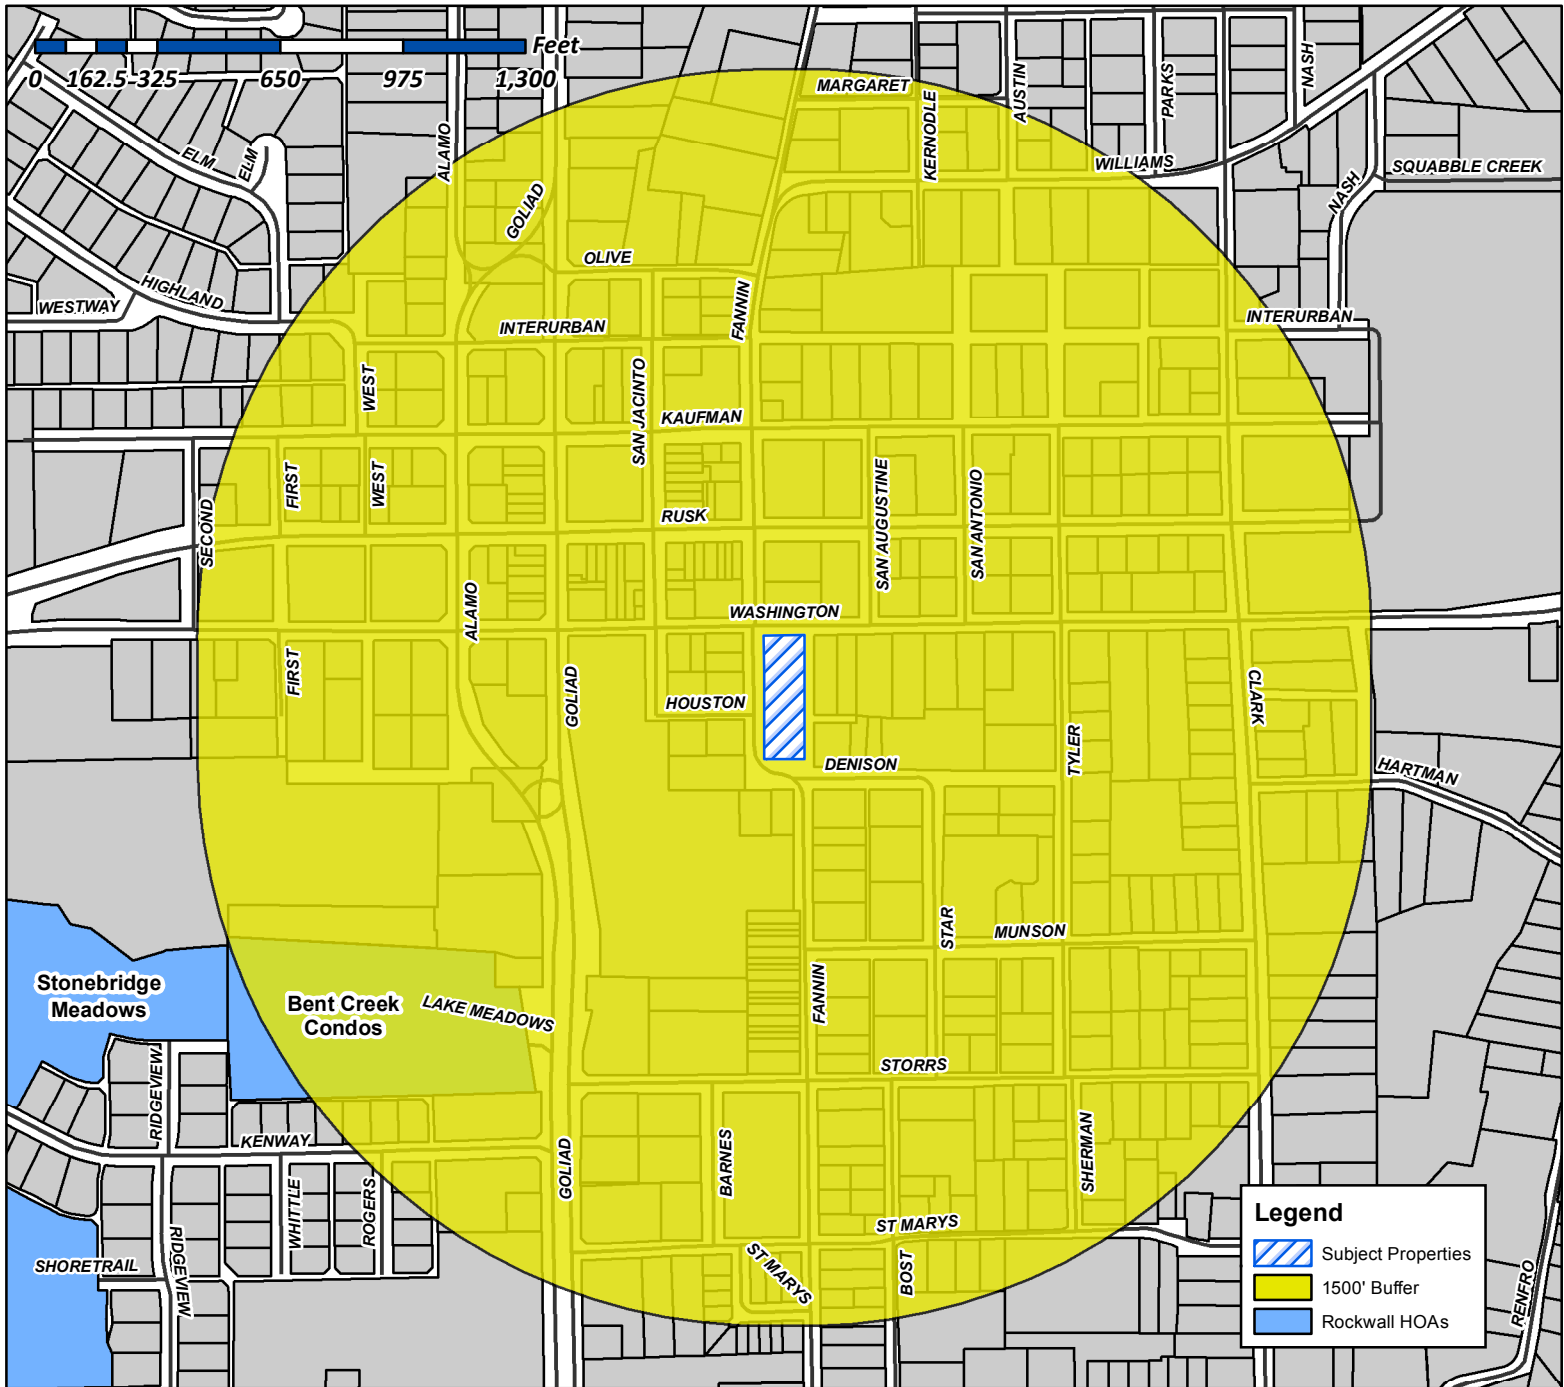 Feet
0 162.5 325 650 975 1,300
MARGARET
KERNODLE
AUSTIN
PARKS
NASH
ALAMO
ELM
ELM
WILLIAMS
SQUABBLE CREEK
NASH
GOLIAD
OLIVE
HIGHLAND
WESTWAY
FANNIN
INTERURBAN
INTERURBAN
WEST
SAN JACINTO
KAUFMAN
FIRST
WEST
SECOND
RUSK
SAN AUGUSTINE
SAN ANTONIO
ALAMO
WASHINGTON
FIRST
GOLIAD
HOUSTON
CLARK
TYLER
DENISON
HARTMAN
STAR
MUNSON
Stonebridge
Meadows
Bent Creek
Condos
LAKE MEADOWS
FANNIN
STORRS
RIDGEVIEW
KENWAY
GOLIAD
BARNES
SHERMAN
WHITTLE
ROGERS
RIDGEVIEW
SHORETRAIL
ST MARYS
ST MARYS
BOST
RENFRO
Legend
Subject Properties
1500' Buffer
Rockwall HOAs